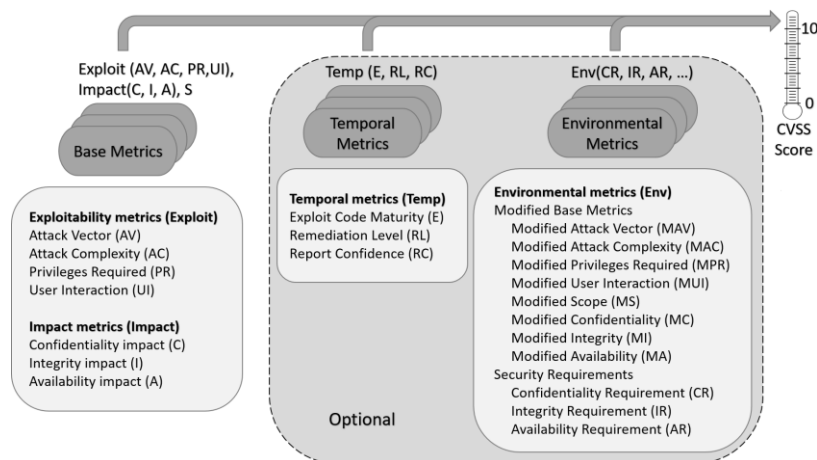 Exploit (AV, AC, PR,UI),
Impact(C, I, A), S
Base Metrics
Exploitability metrics (Exploit)
Attack Vector (AV)
Attack Complexity (AC)
Privileges Required (PR)
User Interaction (UI)
Impact metrics (Impact)
Confidentiality impact (C)
Integrity impact (I)
Availability impact (A)
Temp (E, RL, RC)
Temporal
Metrics
Temporal metrics (Temp)
Exploit Code Maturity (E)
Remediation Level (RL)
Report Confidence (RC)
Optional
Env(CR, IR, AR, ...)
Environmental
Metrics
Environmental metrics (Env)
Modified Base Metrics
Modified Attack Vector (MAV)
Modified Attack Complexity (MAC)
Modified Privileges Required (MPR)
Modified User Interaction (MUI)
Modified Scope (MS)
Modified Confidentiality (MC)
Modified Integrity (MI)
Modified Availability (MA)
Security Requirements
Confidentiality Requirement (CR)
Integrity Requirement (IR)
Availability Requirement (AR)
10
0
CVSS
Score